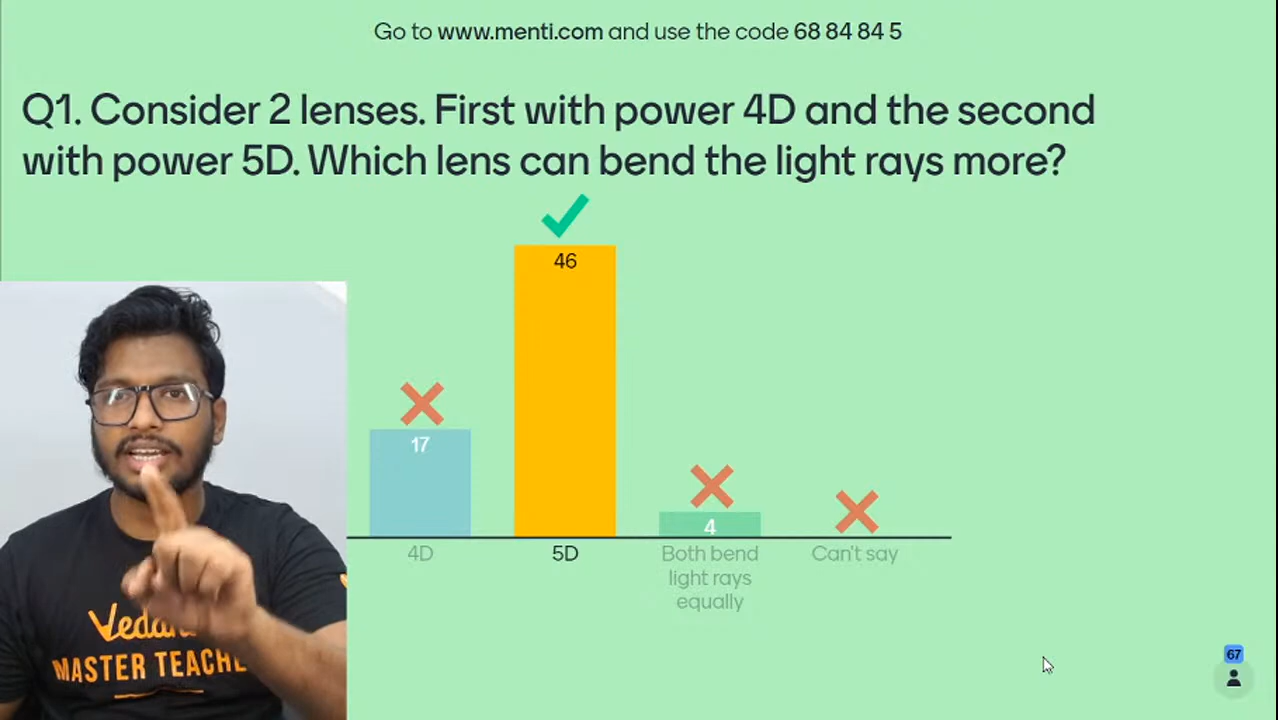 Go to www.menti.com and use the code 68 84 84 5
Q1. Consider 2 lenses. First with power 4D and the second
with power 5D. Which lens can bend the light rays more?
46
17
4
4D
5D
Both bend
light rays
equally
Can't say
MASTER TEACHE
67